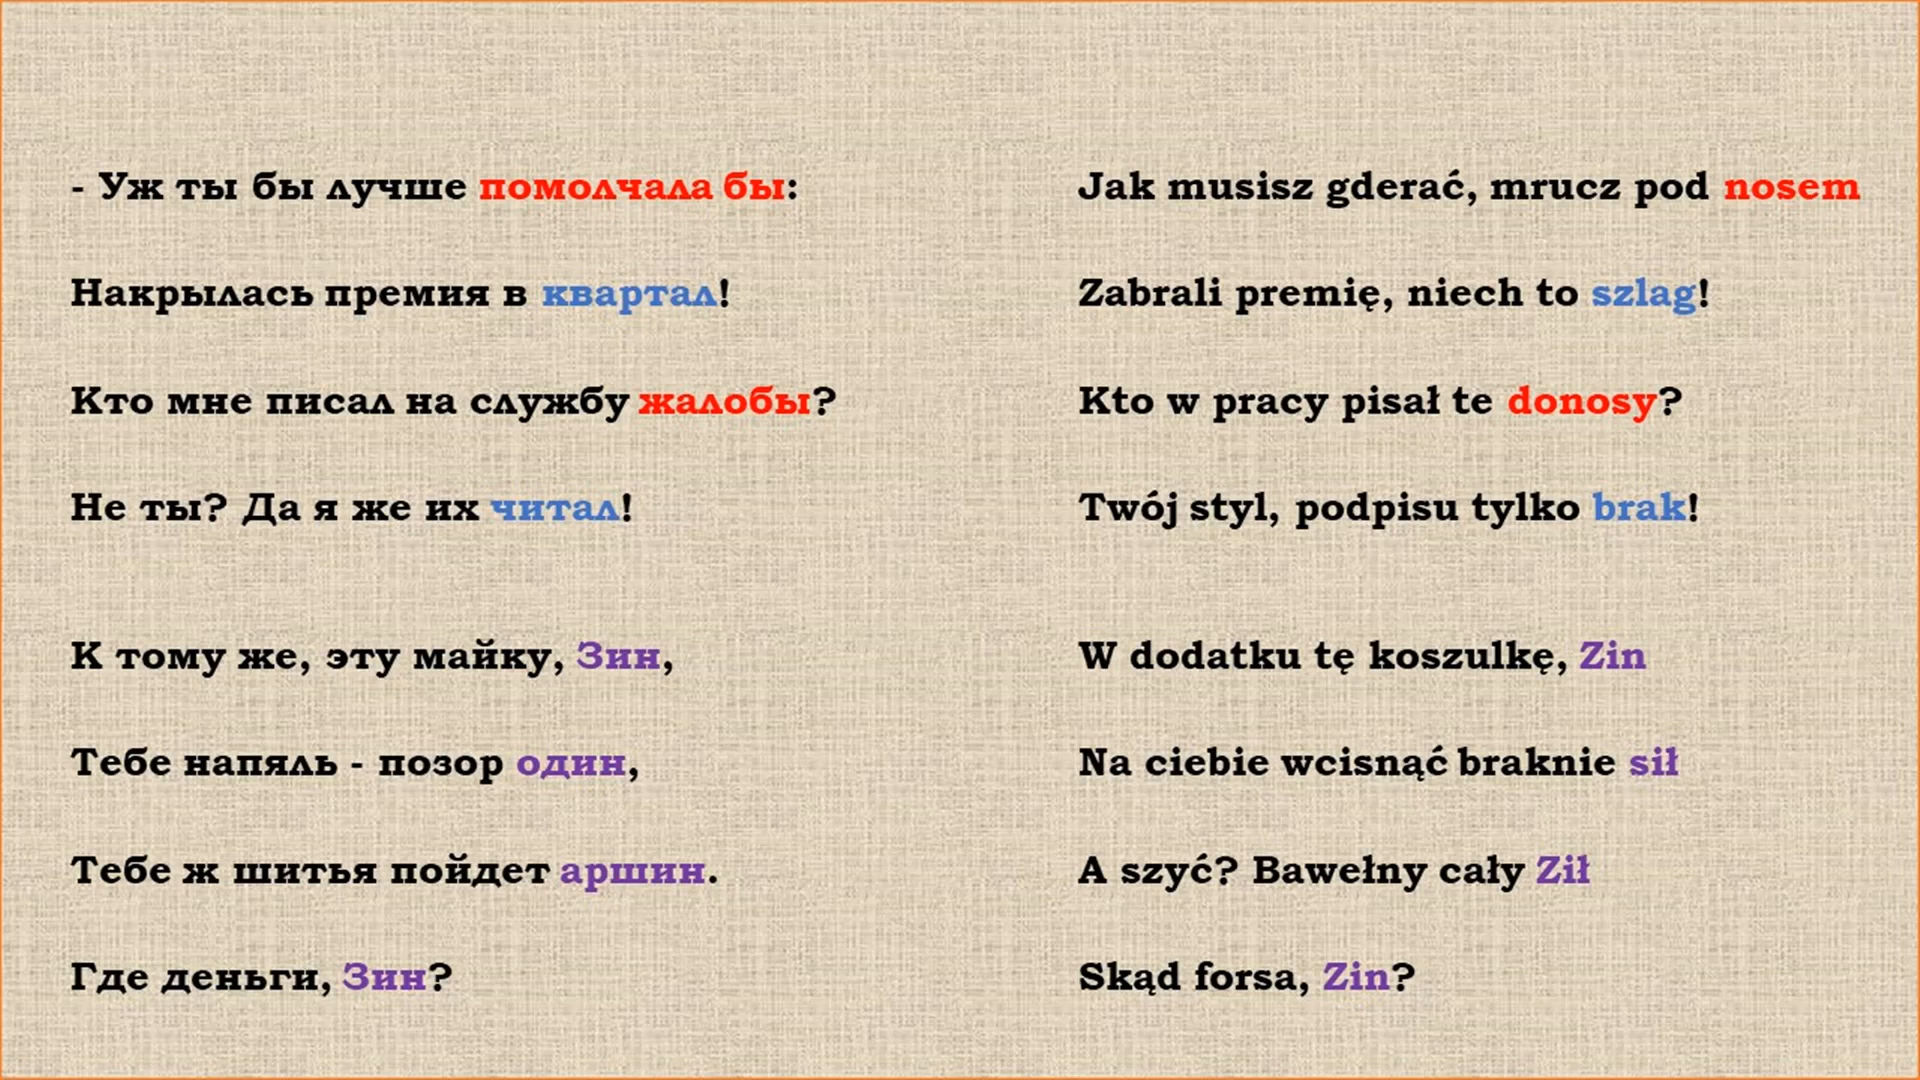 - Уж ты бы лучше помолчала бы:
Накрылась премия в квартал!
Кто мне писал на службу жалобы?
Не ты? Да я же их читал!
К тому же, эту майку, Зин,
Тебе напяль - позор один,
Тебе ж шитья пойдет аршин.
Где деньги, Зин?
Jak musisz gderać, mrucz pod nosem
Zabrali premię, niech to szlag!
Kto w pracy pisał te donosy?
Twój styl, podpisu tylko brak!
W dodatku tę koszulkę, Zin
Na ciebie wcisnąć braknie sił
A szyć? Bawełny całyZił
Skąd forsa, Zin?